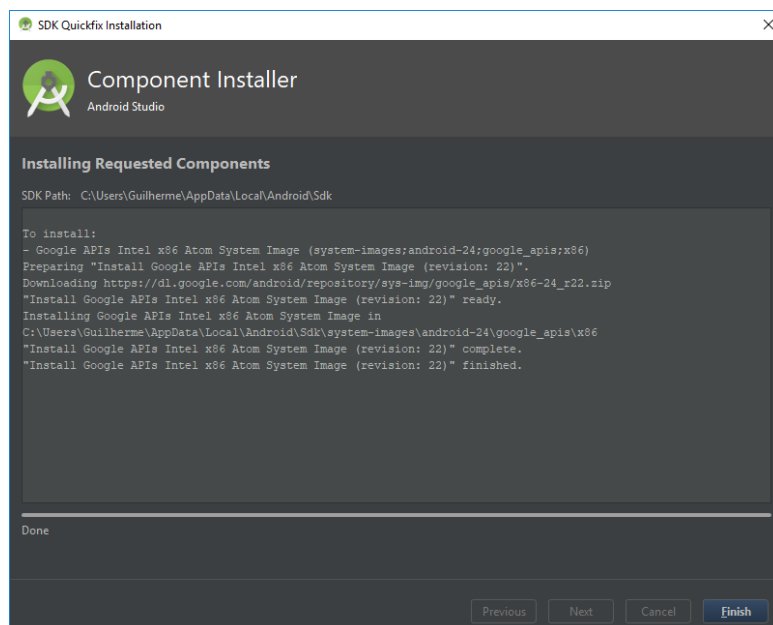 SDK Quickfix Installation
Component Installer
Android Studio
Installing Requested Components
SDK Path: C:\Users\Guilherme\AppData\Local\Android\Sdk
To install:
- Google APIs Intel x86 Atom System Image (system-images;android-24;google_apis;x86)
Preparing "Install Google APIs Intel x86 Atom System Image (revision: 22)".
Downloading https://dl.google.com/android/repository/sys-img/google_apis/x86-24_r22.zip
"Install Google APIs Intel x86 Atom System Image (revision: 22)" ready.
Installing Google APIs Intel x86 Atom System Image in
C:\Users\Guilherme\AppData\Local\Android\Sdk\system-images\android-24\google_apis\x86
"Install Google APIs Intel x86 Atom System Image (revision: 22)" complete.
"Install Google APIs Intel x86 Atom System Image (revision: 22)" finished.
Done
Previous Next Cancel Finish